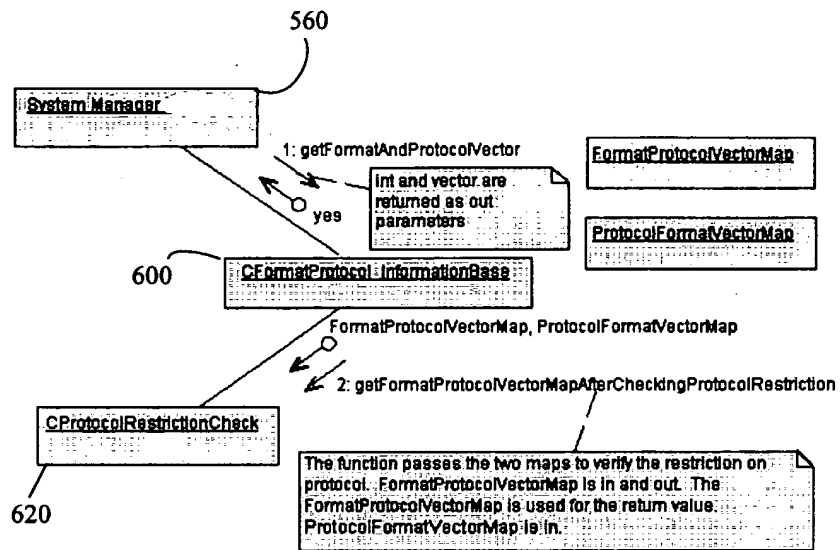 560
System Manager
1: getFormatAndProtocolVector
FormatProtocolVectorMap
int and vector are
returned as out
parameters
yes
ProtocolFormatVectorMap
600
CFormatProtocol_InformationBase
FormatProtocolVectorMap, ProtocolFormatVectorMap
2: getFormatProtocolVectorMapAfterCheckingProtocolRestriction
CProtocolRestrictionCheck
The function passes the two maps to verify the restriction on
protocol. FormatProtocolVectorMap is in and out. The
FormatProtocolVectorMap is used for the return value.
ProtocolFormatVectorMap is in.
620